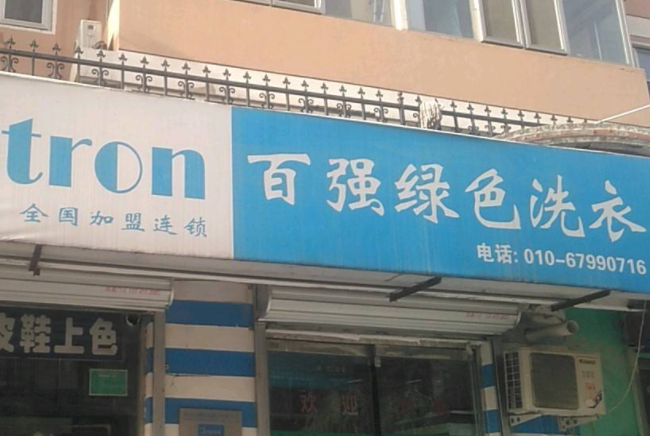 tron
全国加盟连锁
百强绿色洗衣
电话: 010-67990716
皮鞋上色
欢迎